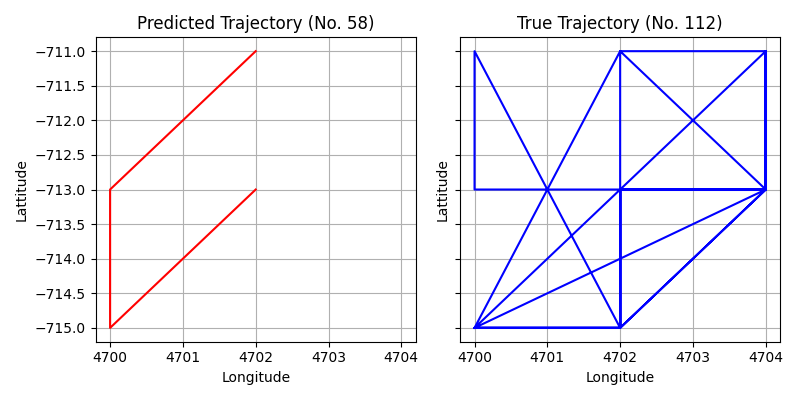 Predicted Trajectory (No. 58)
−711.0
−711.5
−712.0
−712.5
−713.0
−713.5
−714.0
−714.5
−715.0
Lattitude
4700 4701 4702 4703 4704
Longitude
True Trajectory (No. 112)
Lattitude
4700 4701 4702 4703 4704
Longitude